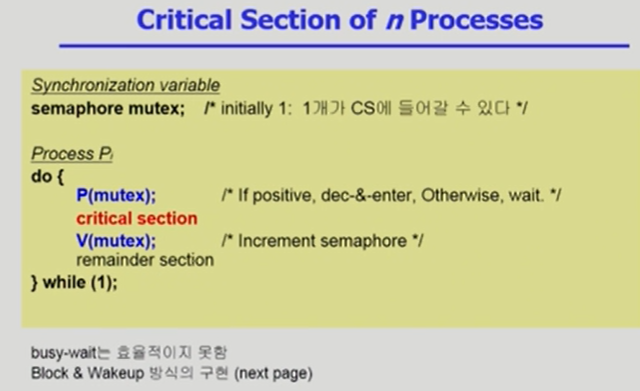 Critical Section of n Processes
Synchronization variable
semaphore mutex; /* initially 1: 1개가 CS에 들어갈 수 있다 */
Process Pi
do {
P(mutex); /* If positive, dec-&-enter, Otherwise, wait. */
critical section
V(mutex); /* Increment semaphore */
remainder section
} while (1);
busy-wait는 효율적이지 못함
Block & Wakeup 방식의 구현 (next page)